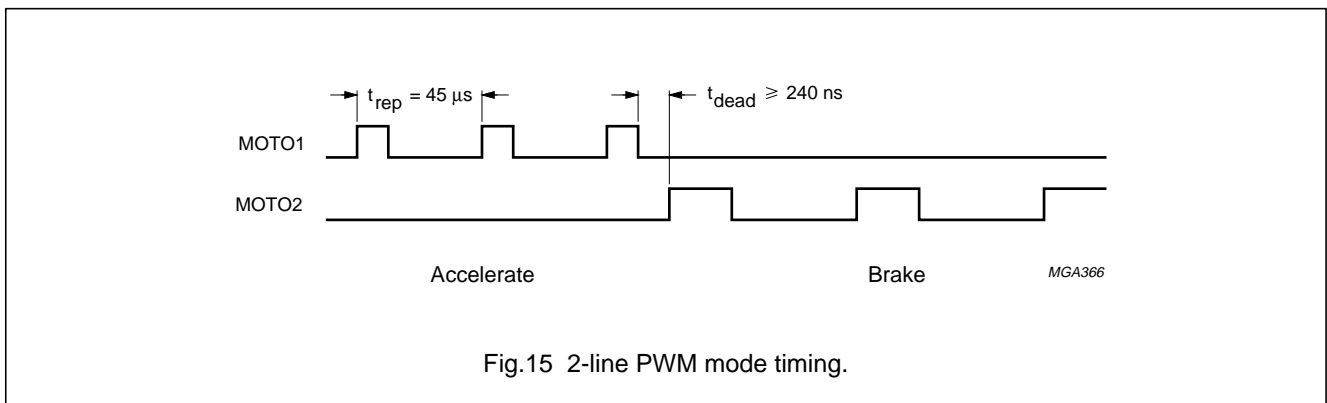 t_rep = 45 μs
t_dead ≥ 240 ns
MOTO1
MOTO2
Accelerate
Brake
MGA366
Fig.15 2-line PWM mode timing.